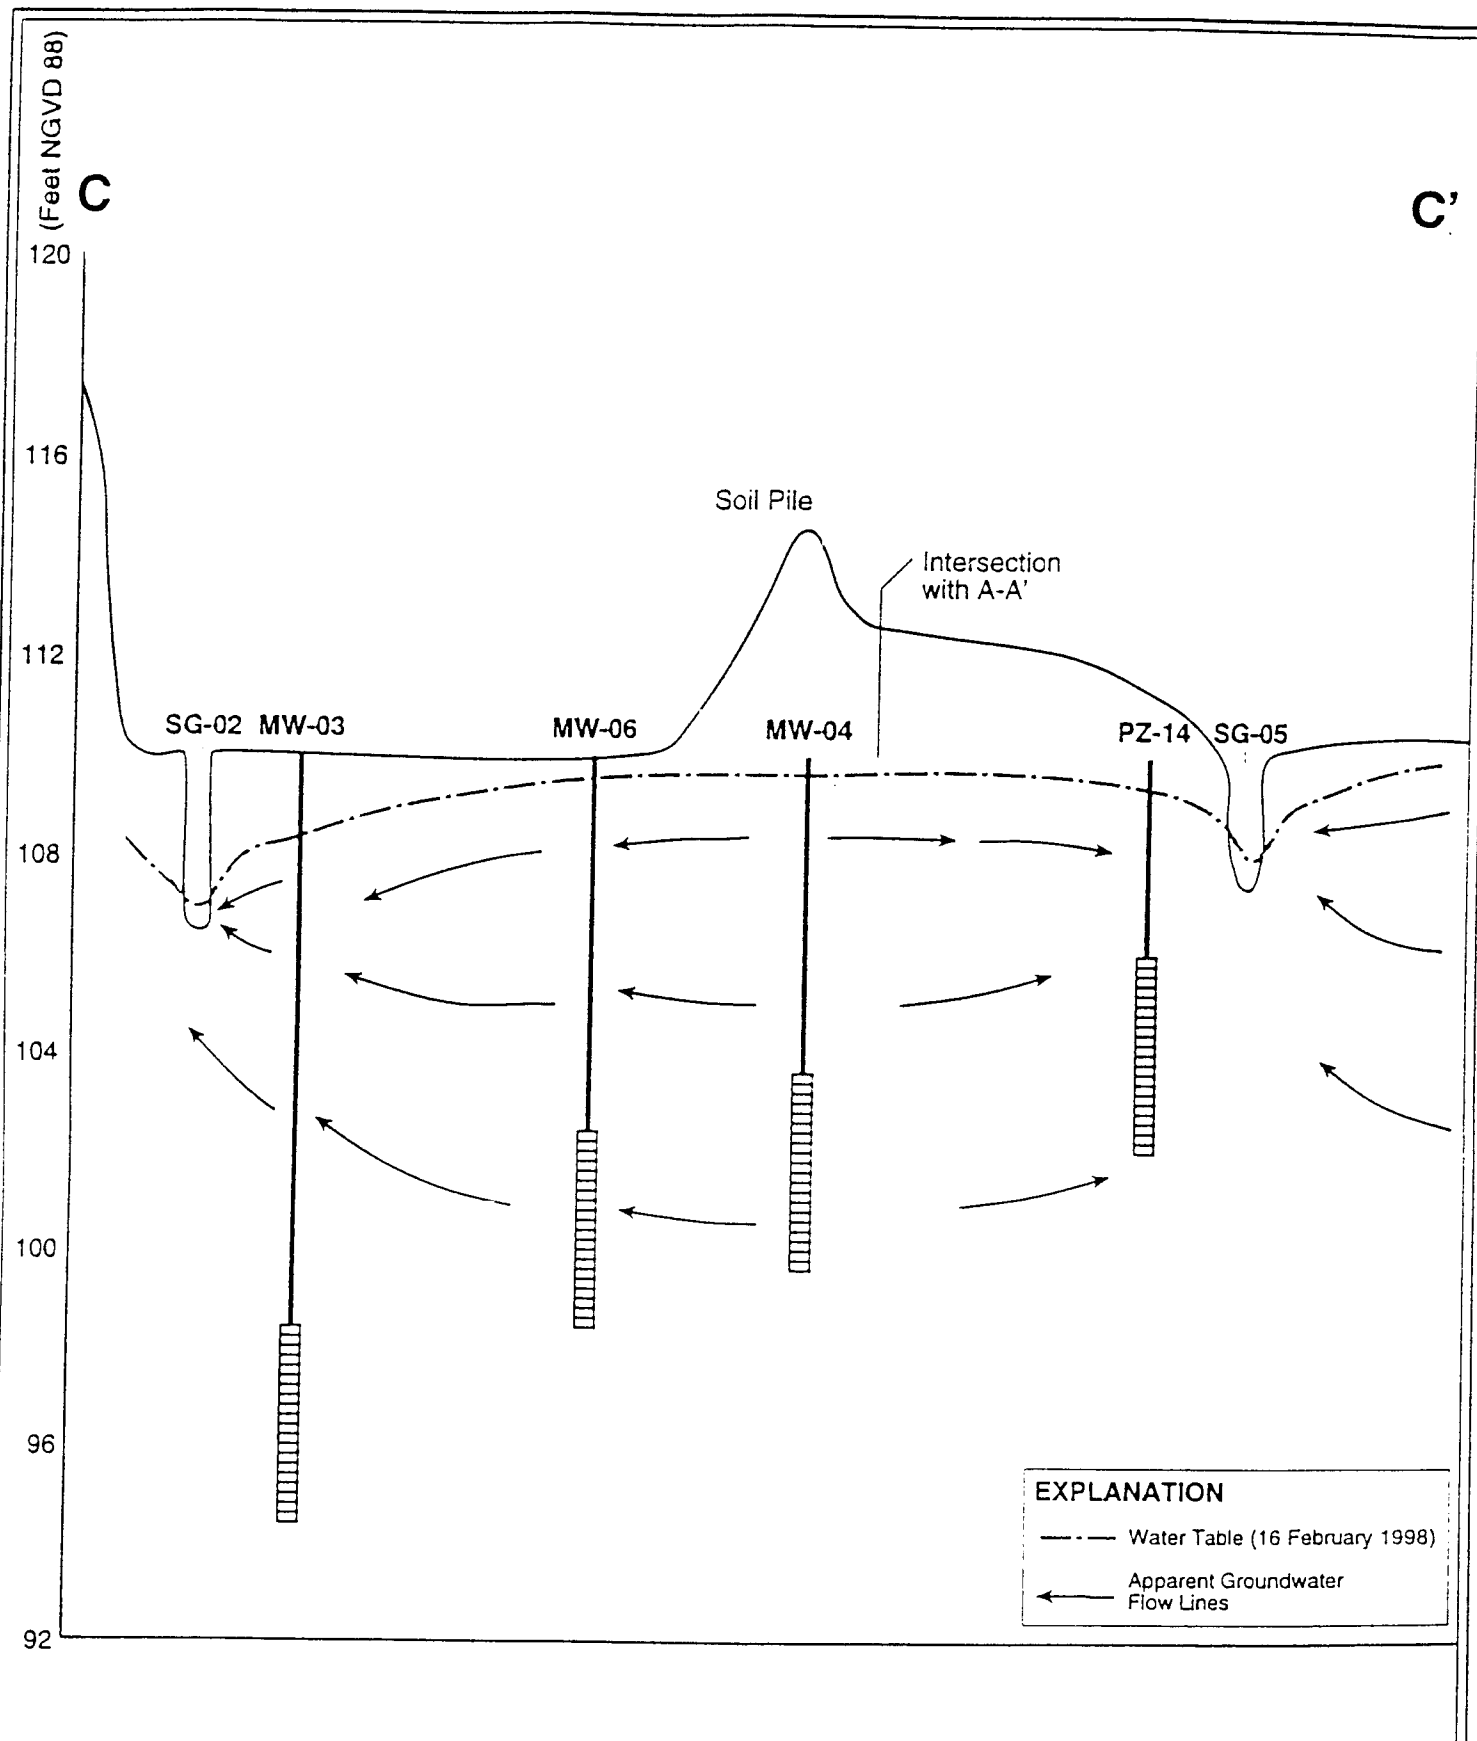 (Feet NGVD 88)
C
C'
120
116
Soil Pile
Intersection
with A-A'
112
SG-02 MW-03 MW-06 MW-04 PZ-14 SG-05
108
104
100
96
EXPLANATION
Water Table (16 February 1998)
Apparent Groundwater
Flow Lines
92